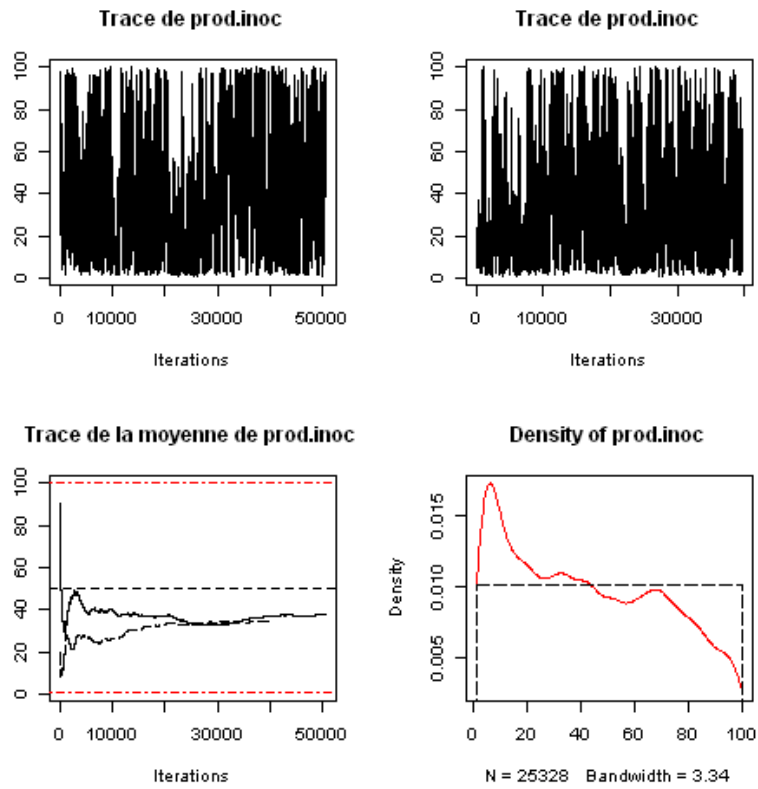 Trace de prod.inoc
100
80
60
40
20
0
0 10000 30000 50000
Iterations
Trace de prod.inoc
100
80
60
40
20
0
0 10000 30000
Iterations
Trace de la moyenne de prod.inoc
100
80
60
40
20
0
0 10000 30000 50000
Iterations
Density of prod.inoc
Density
0.015
0.010
0.005
0 20 40 60 80 100
N = 25328 Bandwidth = 3.34